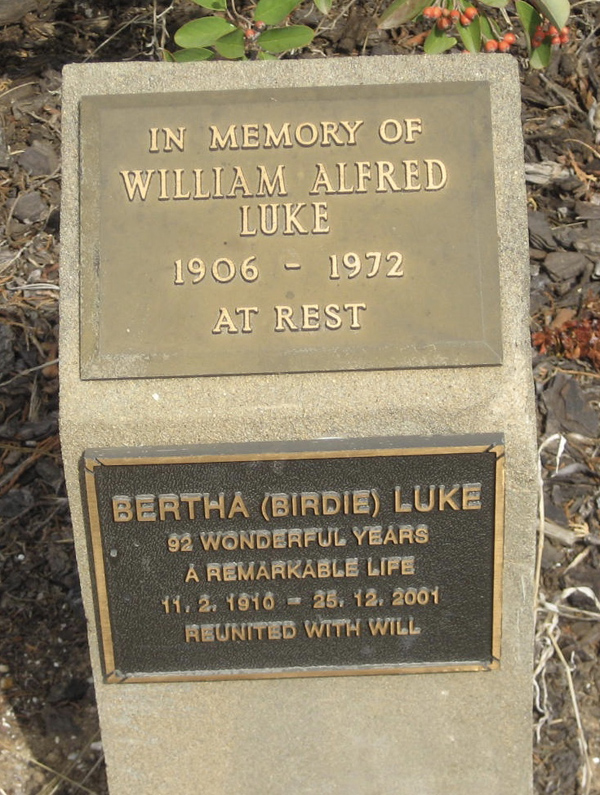 IN MEMORY OF
WILLIAM ALFRED
LUKE
1906 - 1972
AT REST
BERTHA (BIRDIE) LUKE
92 WONDERFUL YEARS
A REMARKABLE LIFE
11. 2. 1910 - 25. 12. 2001
REUNITED WITH WILL